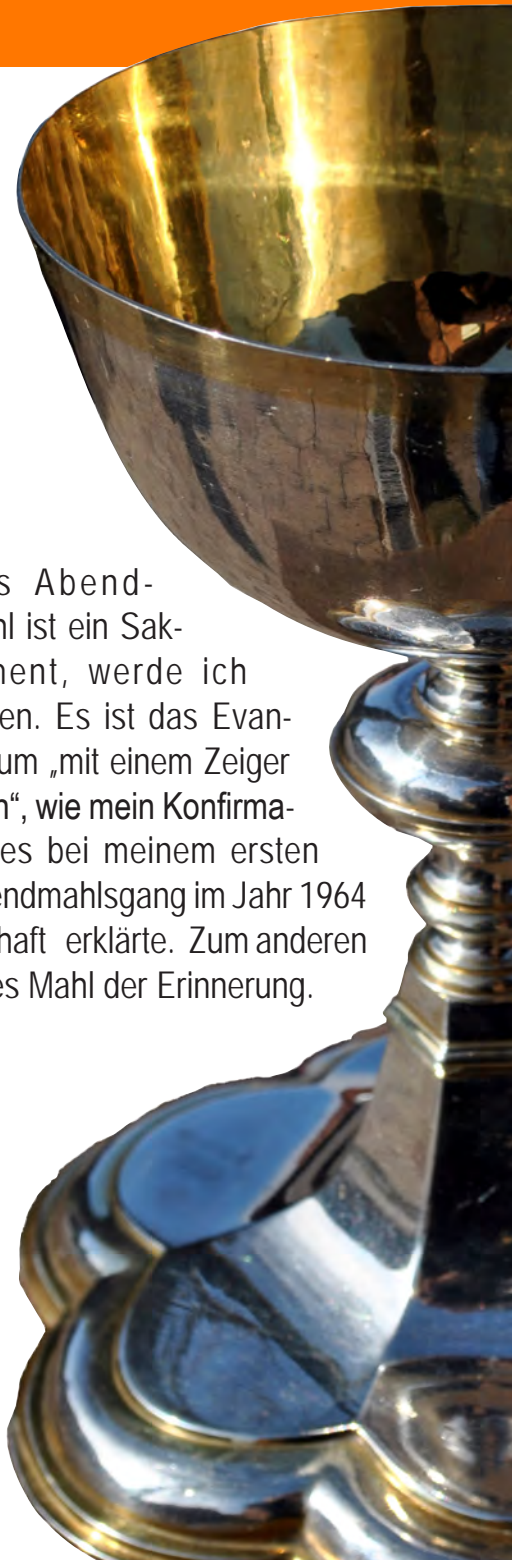 s Abend-
hl ist ein Sak-
ment, werde ich
en. Es ist das Evan-
um „mit einem Zeiger
n“, wie mein Konfirma-
es bei meinem ersten
endmahlsgang im Jahr 1964
haft erklärte. Zum anderen
es Mahl der Erinnerung.